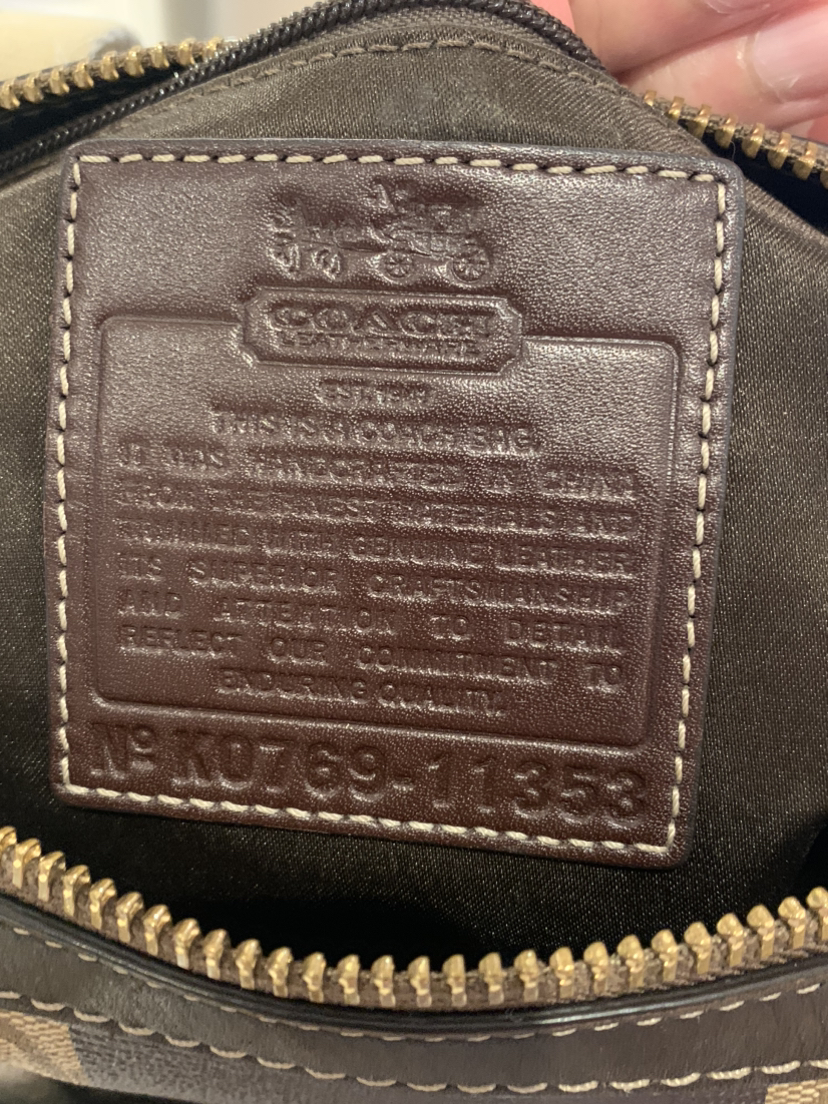 COACH
LEATHERWARE
EST. 1941
THIS IS A COACH BAG.
IT WAS HANDCRAFTED IN CHINA
FROM THE FINEST MATERIALS AND
TRIMMED WITH GENUINE LEATHER
ITS SUPERIOR CRAFTSMANSHIP
AND ATTENTION TO DETAIL
REFLECT OUR COMMITMENT TO
ENDURING QUALITY.
Nº K0769-11353